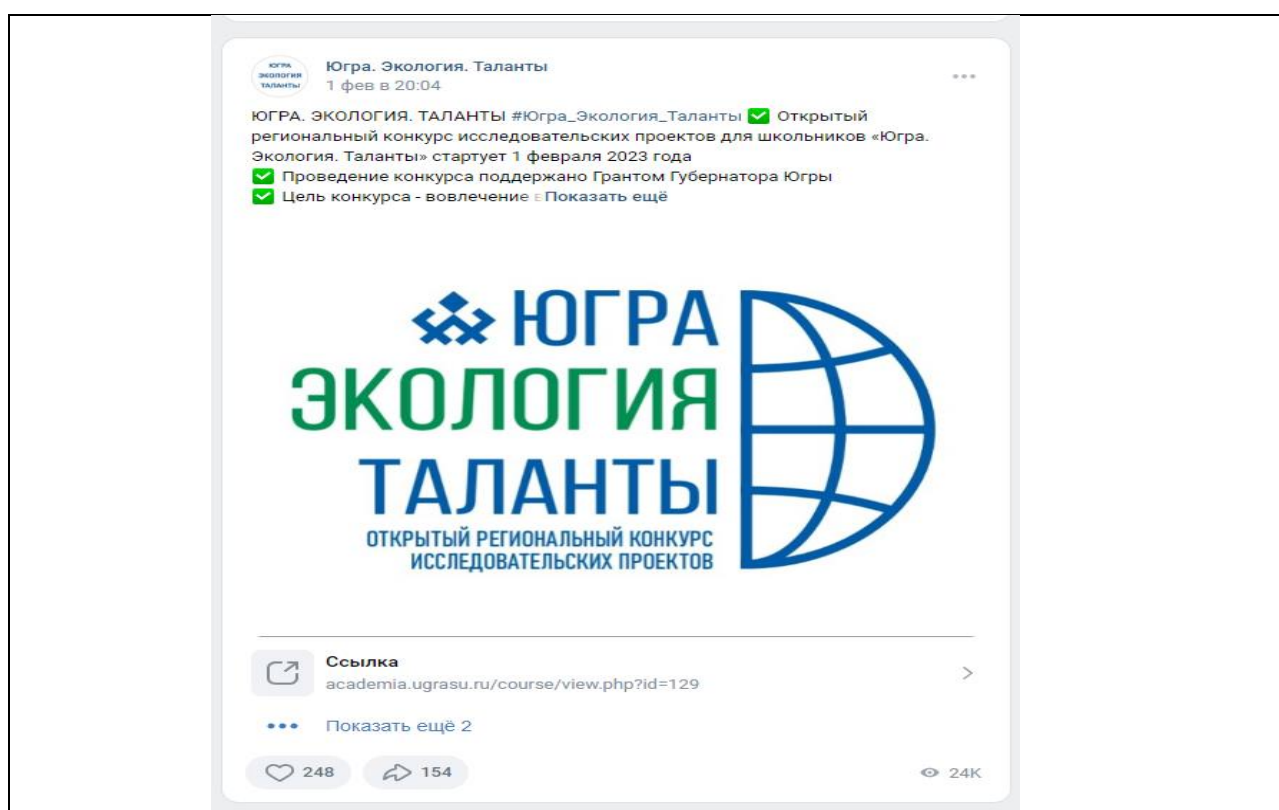 ЮГРА
ЭКОЛОГИЯ
ТАЛАНТЫ
Югра. Экология. Таланты
1 фев в 20:04
ЮГРА. ЭКОЛОГИЯ. ТАЛАНТЫ #Югра_Экология_Таланты ✅ Открытый
региональный конкурс исследовательских проектов для школьников «Югра.
Экология. Таланты» стартует 1 февраля 2023 года
✅ Проведение конкурса поддержано Грантом Губернатора Югры
✅ Цель конкурса - вовлечение в Показать ещё
ЮГРА
ЭКОЛОГИЯ
ТАЛАНТЫ
ОТКРЫТЫЙ РЕГИОНАЛЬНЫЙ КОНКУРС
ИССЛЕДОВАТЕЛЬСКИХ ПРОЕКТОВ
Ссылка
academia.ugrasu.ru/course/view.php?id=129
Показать ещё 2
248 154 24K